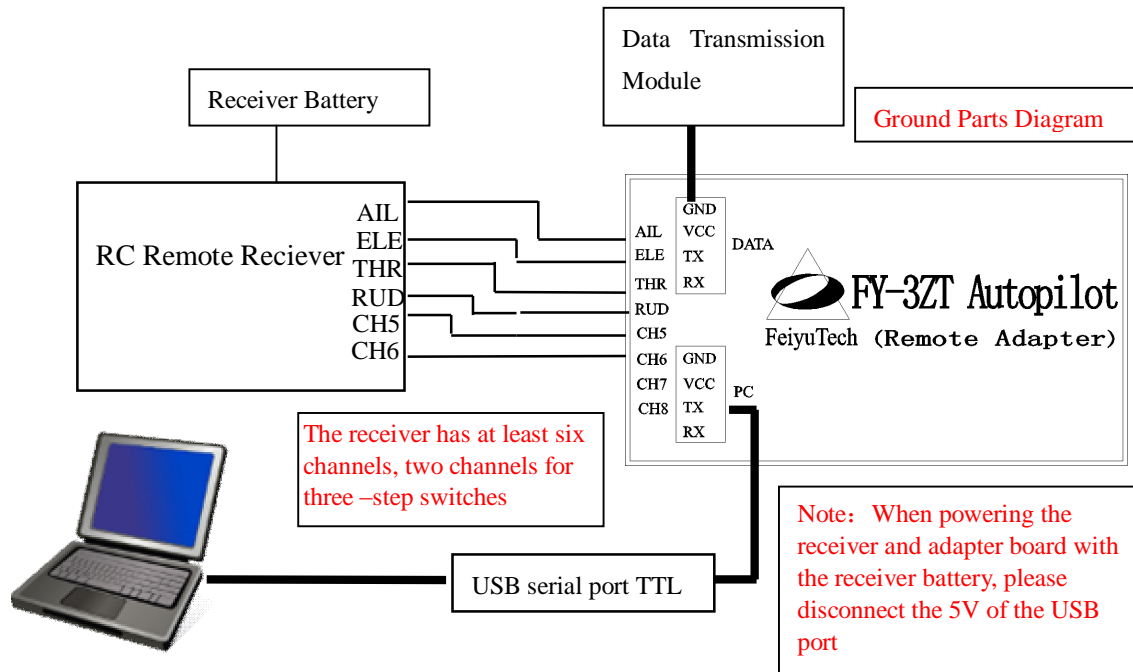 Data Transmission
Module
Receiver Battery
Ground Parts Diagram
RC Remote Reciever
AIL
ELE
THR
RUD
CH5
CH6
AIL
ELE
THR
RUD
CH5
CH6
CH7
CH8
GND
VCC
TX
RX
DATA
GND
VCC
TX
RX
PC
FY-3ZT Autopilot
FeiyuTech (Remote Adapter)
The receiver has at least six
channels, two channels for
three –step switches
USB serial port TTL
Note： When powering the
receiver and adapter board with
the receiver battery, please
disconnect the 5V of the USB
port